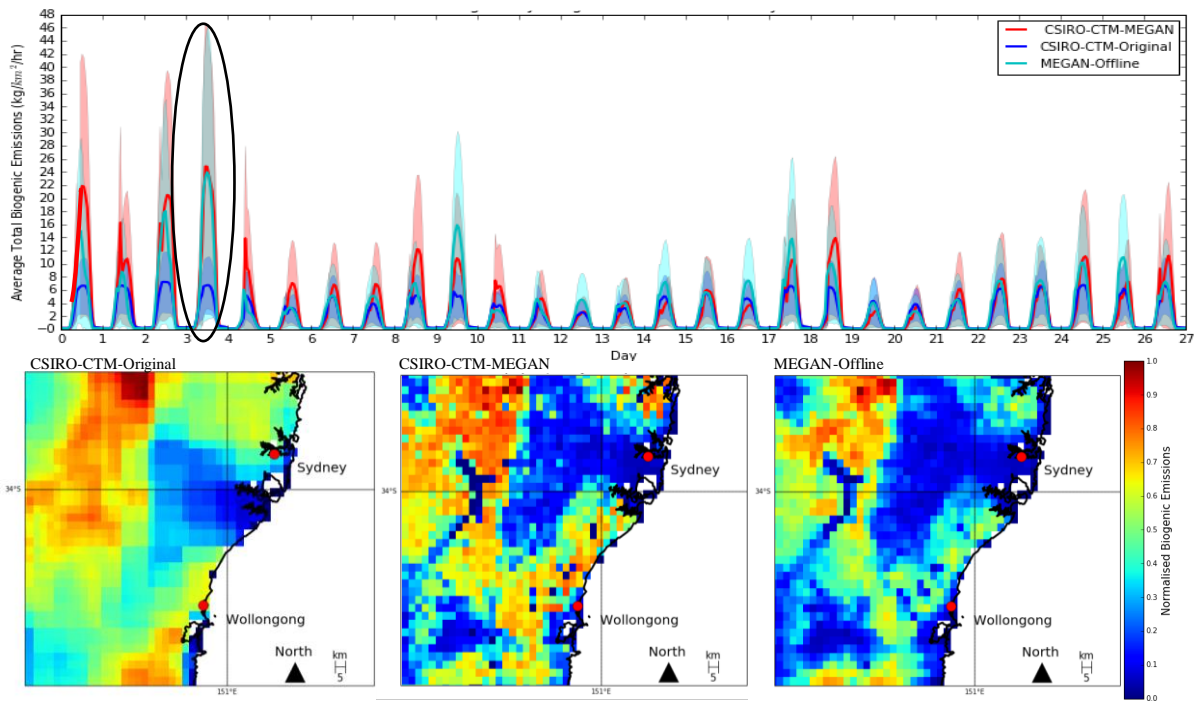 48
46
44
42
40
38
36
34
32
30
28
26
24
22
20
18
16
14
12
10
8
6
4
2
−0
Average Total Biogenic Emissions (kg/km²/hr)
CSIRO-CTM-MEGAN
CSIRO-CTM-Original
MEGAN-Offline
0 1 2 3 4 5 6 7 8 9 10 11 12 13 14 15 16 17 18 19 20 21 22 23 24 25 26 27
Day
CSIRO-CTM-Original
34°S
Sydney
Wollongong
North
km
5
151°E
CSIRO-CTM-MEGAN
34°S
Sydney
Wollongong
North
km
5
151°E
MEGAN-Offline
34°S
Sydney
Wollongong
North
km
5
151°E
1.0
0.9
0.8
0.7
0.6
0.5
0.4
0.3
0.2
0.1
0.0
Normalised Biogenic Emissions